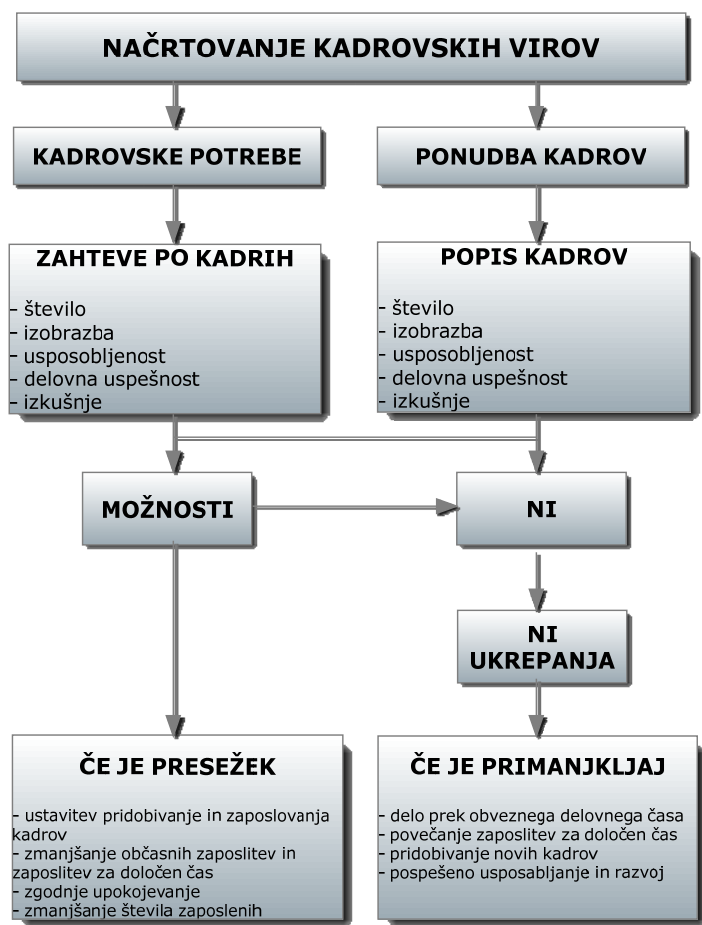 NAČRTOVANJE KADROVSKIH VIROV
KADROVSKE POTREBE
PONUDBA KADROV
ZAHTEVE PO KADRIH
- število
- izobrazba
- usposobljenost
- delovna uspešnost
- izkušnje
POPIS KADROV
- število
- izobrazba
- usposobljenost
- delovna uspešnost
- izkušnje
MOŽNOSTI
NI
NI
UKREPANJA
ČE JE PRESEŽEK
- ustavitev pridobivanje in zaposlovanja
kadrov
- zmanjšanje občasnih zaposlitev in
zaposlitev za določen čas
- zgodnje upokojevanje
- zmanjšanje števila zaposlenih
ČE JE PRIMANJKLJAJ
- delo prek obveznega delovnega časa
- povečanje zaposlitev za določen čas
- pridobivanje novih kadrov
- pospešeno usposabljanje in razvoj